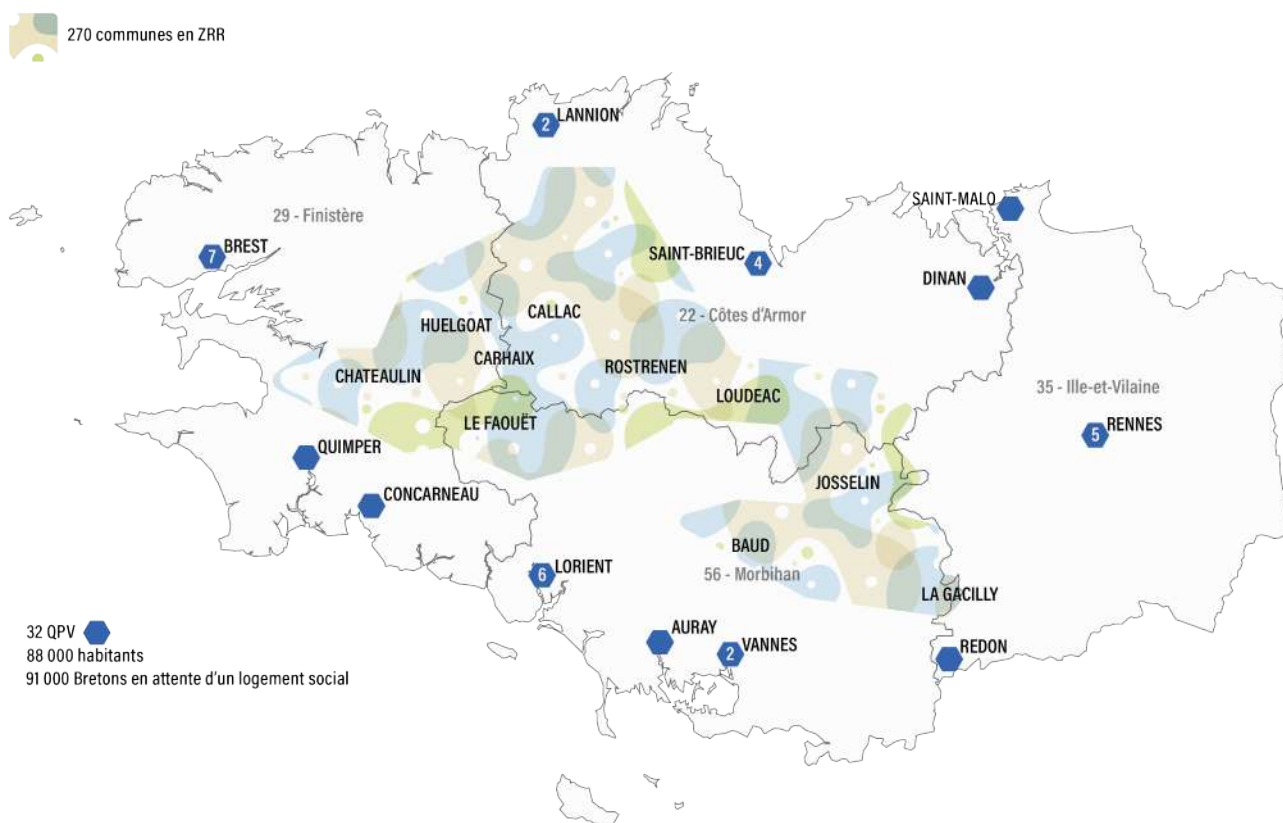 270 communes en ZRR
2
LANNION
SAINT-MALO
29 - Finistère
7
BREST
SAINT-BRIEUC
4
DINAN
CALLAC
22 - Côtes d'Armor
HUELGOAT
CARHAIX
ROSTRENEN
CHATEAULIN
35 - Ille-et-Vilaine
LOUDEAC
LE FAOUËT
5
RENNES
QUIMPER
JOSSELIN
CONCARNEAU
BAUD
6
LORIENT
56 - Morbihan
LA GACILLY
AURAY
2
VANNES
REDON
32 QPV
88 000 habitants
91 000 Bretons en attente d'un logement social